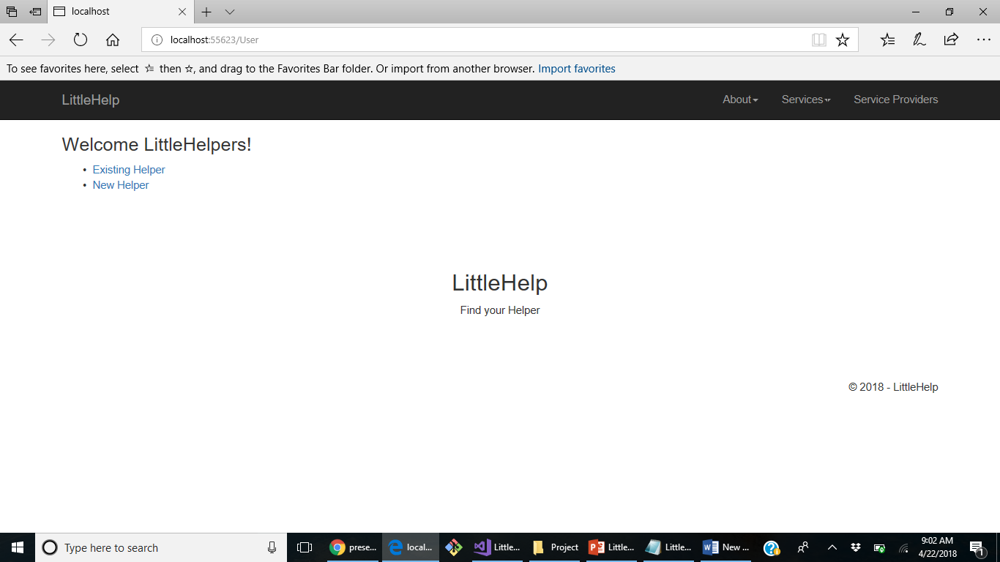 localhost
localhost:55623/User
To see favorites here, select then , and drag to the Favorites Bar folder. Or import from another browser. Import favorites
LittleHelp About Services Service Providers
Welcome LittleHelpers!
• Existing Helper
• New Helper
LittleHelp
Find your Helper
© 2018 - LittleHelp
Type here to search prese... local... Little... Project Little... Little... New ... 9:02 AM
4/22/2018 1